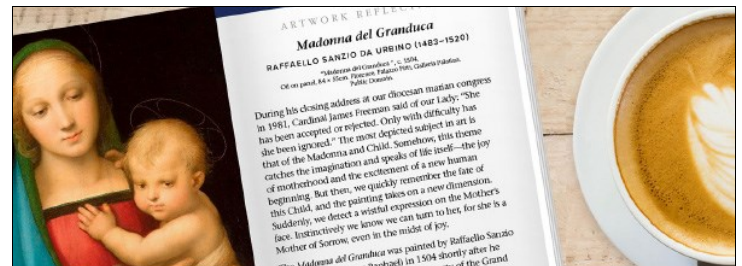 ARTWORK REFLEC
Madonna del Granduca
RAFFAELLO SANZIO DA URBINO (1483–1520)
"Madonna del Granduca", c. 1504,
Oil on panel, 84 × 55cm. Florence, Palazzo Pitti, Galleria Palatina.
Public Domain.
During his closing address at our diocesan marian congress
in 1981, Cardinal James Freeman said of our Lady: "She
has been accepted or rejected. Only with difficulty has
she been ignored." The most depicted subject in art is
that of the Madonna and Child. Somehow, this theme
catches the imagination and speaks of life itself—the joy
of motherhood and the excitement of a new human
beginning. But then, we quickly remember the fate of
this Child, and the painting takes on a new dimension.
Suddenly, we detect a wistful expression on the Mother's
face. Instinctively we know we can turn to her, for she is a
Mother of Sorrow, even in the midst of joy.
Madonna del Granduca was painted by Raffaello Sanzio
Raphael) in 1504 shortly after he
of the Grand